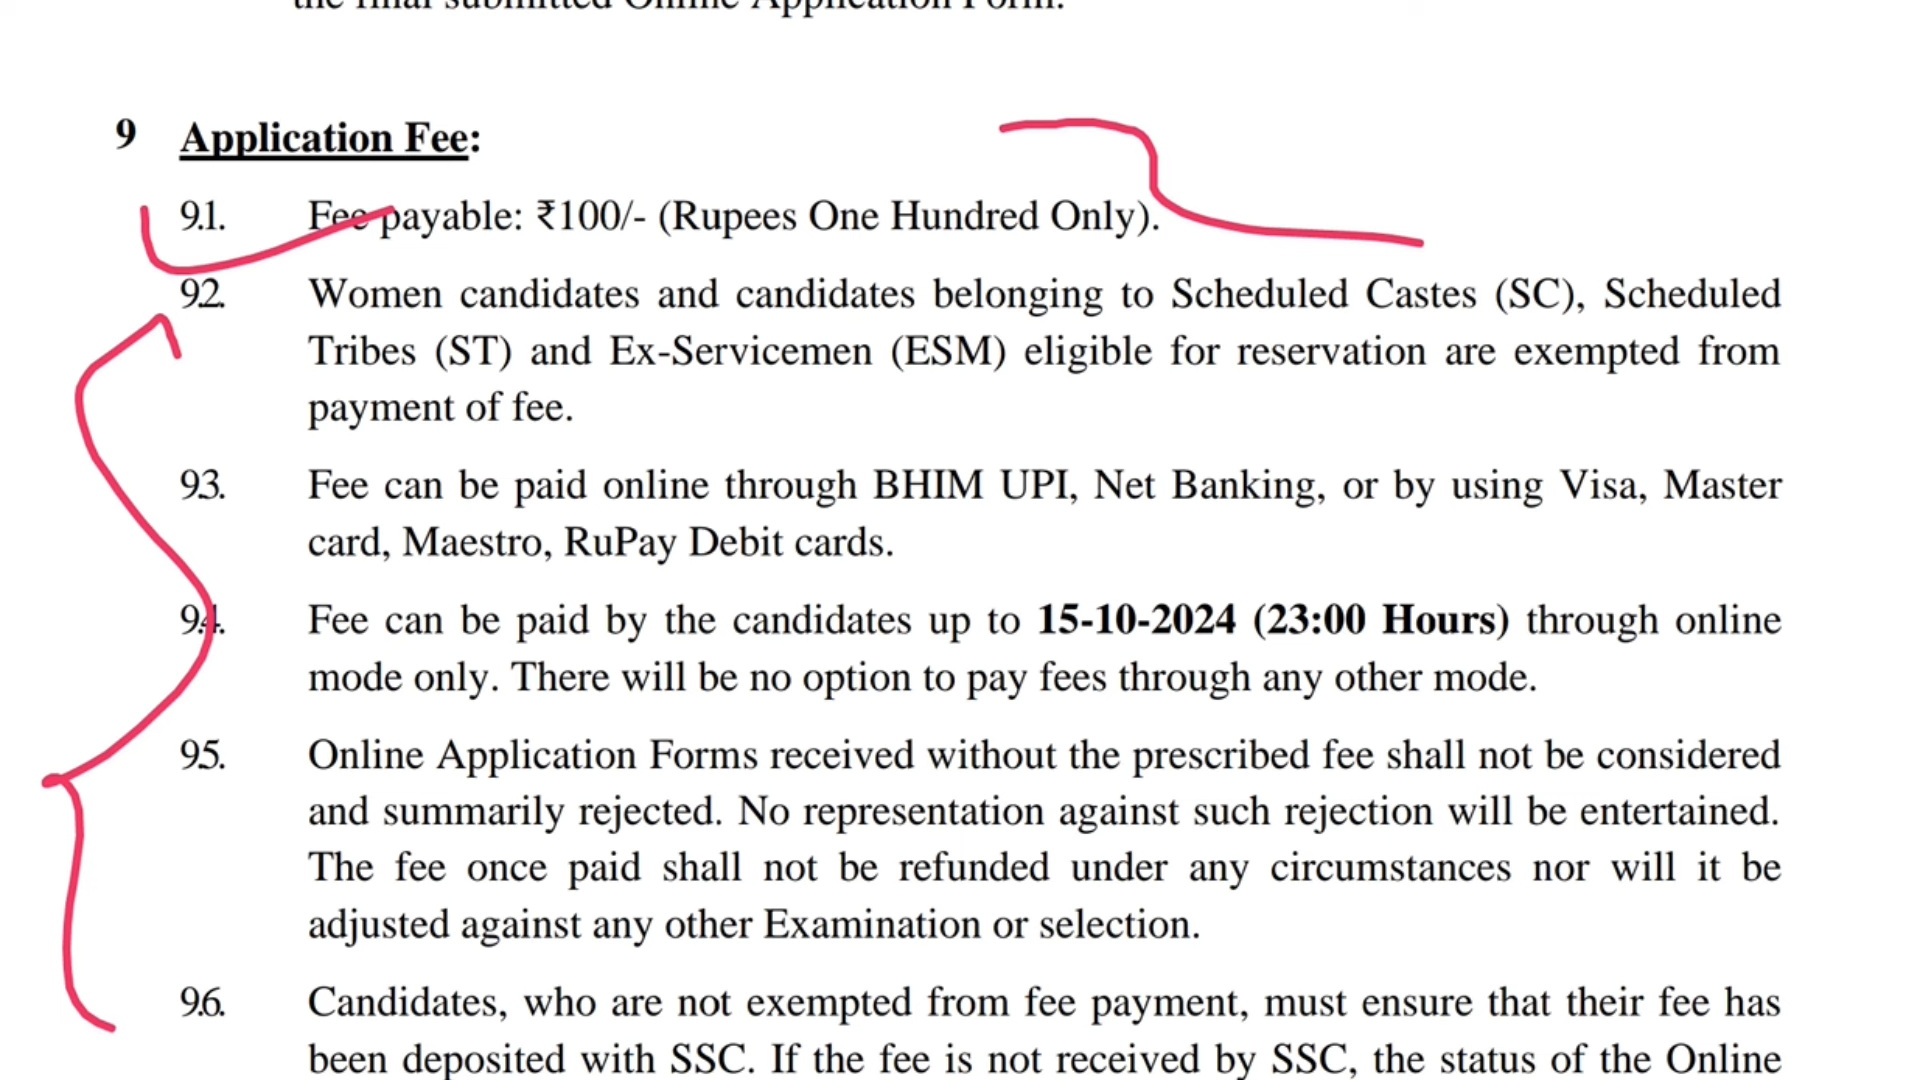 the final submitted Online Application Form.
9 Application Fee:
9.1. Fee payable: ₹100/- (Rupees One Hundred Only).
9.2. Women candidates and candidates belonging to Scheduled Castes (SC), Scheduled
Tribes (ST) and Ex-Servicemen (ESM) eligible for reservation are exempted from
payment of fee.
9.3. Fee can be paid online through BHIM UPI, Net Banking, or by using Visa, Master
card, Maestro, RuPay Debit cards.
9.4. Fee can be paid by the candidates up to 15-10-2024 (23:00 Hours) through online
mode only. There will be no option to pay fees through any other mode.
9.5. Online Application Forms received without the prescribed fee shall not be considered
and summarily rejected. No representation against such rejection will be entertained.
The fee once paid shall not be refunded under any circumstances nor will it be
adjusted against any other Examination or selection.
9.6. Candidates, who are not exempted from fee payment, must ensure that their fee has
been deposited with SSC. If the fee is not received by SSC, the status of the Online